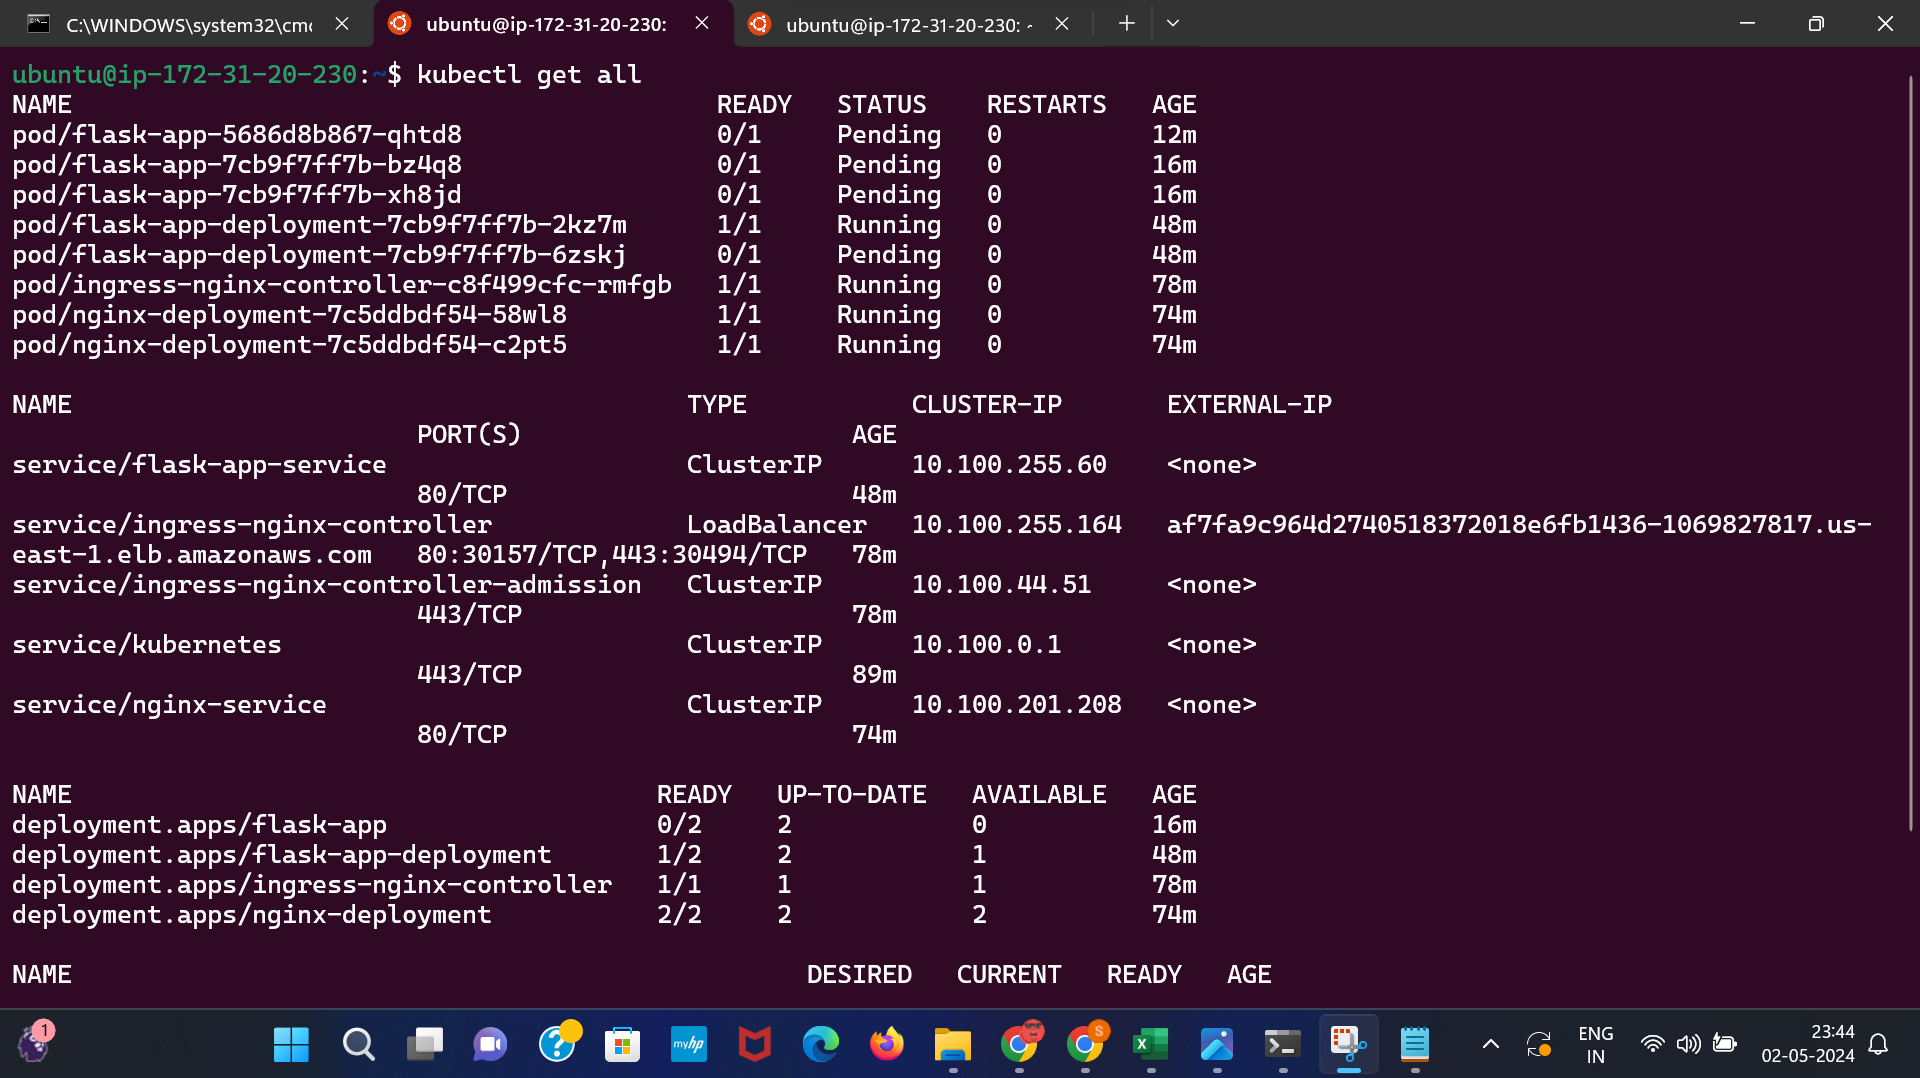 C:\WINDOWS\system32\cmc
ubuntu@ip-172-31-20-230:
ubuntu@ip-172-31-20-230: ~
ubuntu@ip-172-31-20-230:~$ kubectl get all
NAME READY STATUS RESTARTS AGE
pod/flask-app-5686d8b867-qhtd8 0/1 Pending 0 12m
pod/flask-app-7cb9f7ff7b-bz4q8 0/1 Pending 0 16m
pod/flask-app-7cb9f7ff7b-xh8jd 0/1 Pending 0 16m
pod/flask-app-deployment-7cb9f7ff7b-2kz7m 1/1 Running 0 48m
pod/flask-app-deployment-7cb9f7ff7b-6zskj 0/1 Pending 0 48m
pod/ingress-nginx-controller-c8f499cfc-rmfgb 1/1 Running 0 78m
pod/nginx-deployment-7c5ddbdf54-58wl8 1/1 Running 0 74m
pod/nginx-deployment-7c5ddbdf54-c2pt5 1/1 Running 0 74m
NAME TYPE CLUSTER-IP EXTERNAL-IP
PORT(S) AGE
service/flask-app-service ClusterIP 10.100.255.60 <none>
80/TCP 48m
service/ingress-nginx-controller LoadBalancer 10.100.255.164 af7fa9c964d2740518372018e6fb1436-1069827817.us-
east-1.elb.amazonaws.com 80:30157/TCP,443:30494/TCP 78m
service/ingress-nginx-controller-admission ClusterIP 10.100.44.51 <none>
443/TCP 78m
service/kubernetes ClusterIP 10.100.0.1 <none>
443/TCP 89m
service/nginx-service ClusterIP 10.100.201.208 <none>
80/TCP 74m
NAME READY UP-TO-DATE AVAILABLE AGE
deployment.apps/flask-app 0/2 2 0 16m
deployment.apps/flask-app-deployment 1/2 2 1 48m
deployment.apps/ingress-nginx-controller 1/1 1 1 78m
deployment.apps/nginx-deployment 2/2 2 2 74m
NAME DESIRED CURRENT READY AGE
1
myhp
S
X
ENG
IN
23:44
02-05-2024